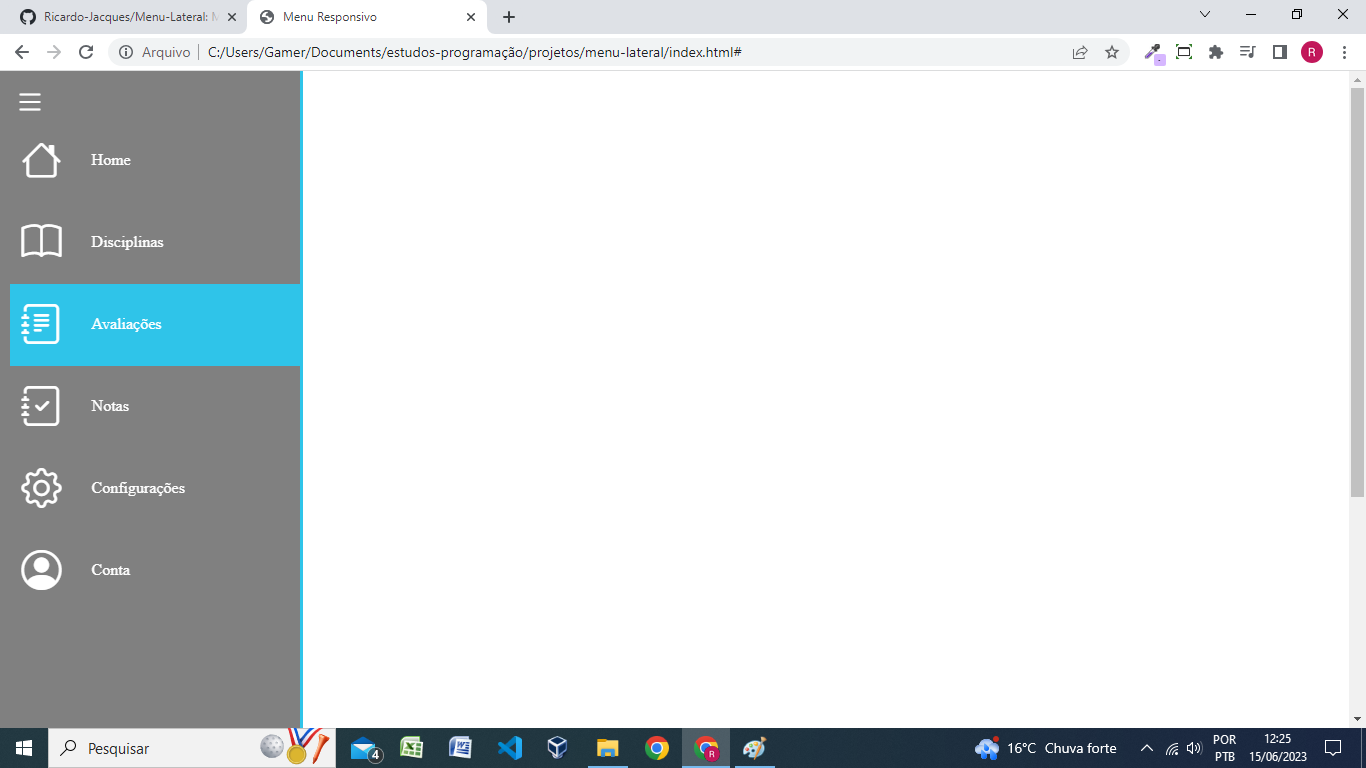 Ricardo-Jacques/Menu-Lateral: M
Menu Responsivo
Arquivo
C:/Users/Gamer/Documents/estudos-programação/projetos/menu-lateral/index.html#
R
Home
Disciplinas
Avaliações
Notas
Configurações
Conta
Pesquisar
4
R
16°C Chuva forte
POR
PTB
12:25
15/06/2023